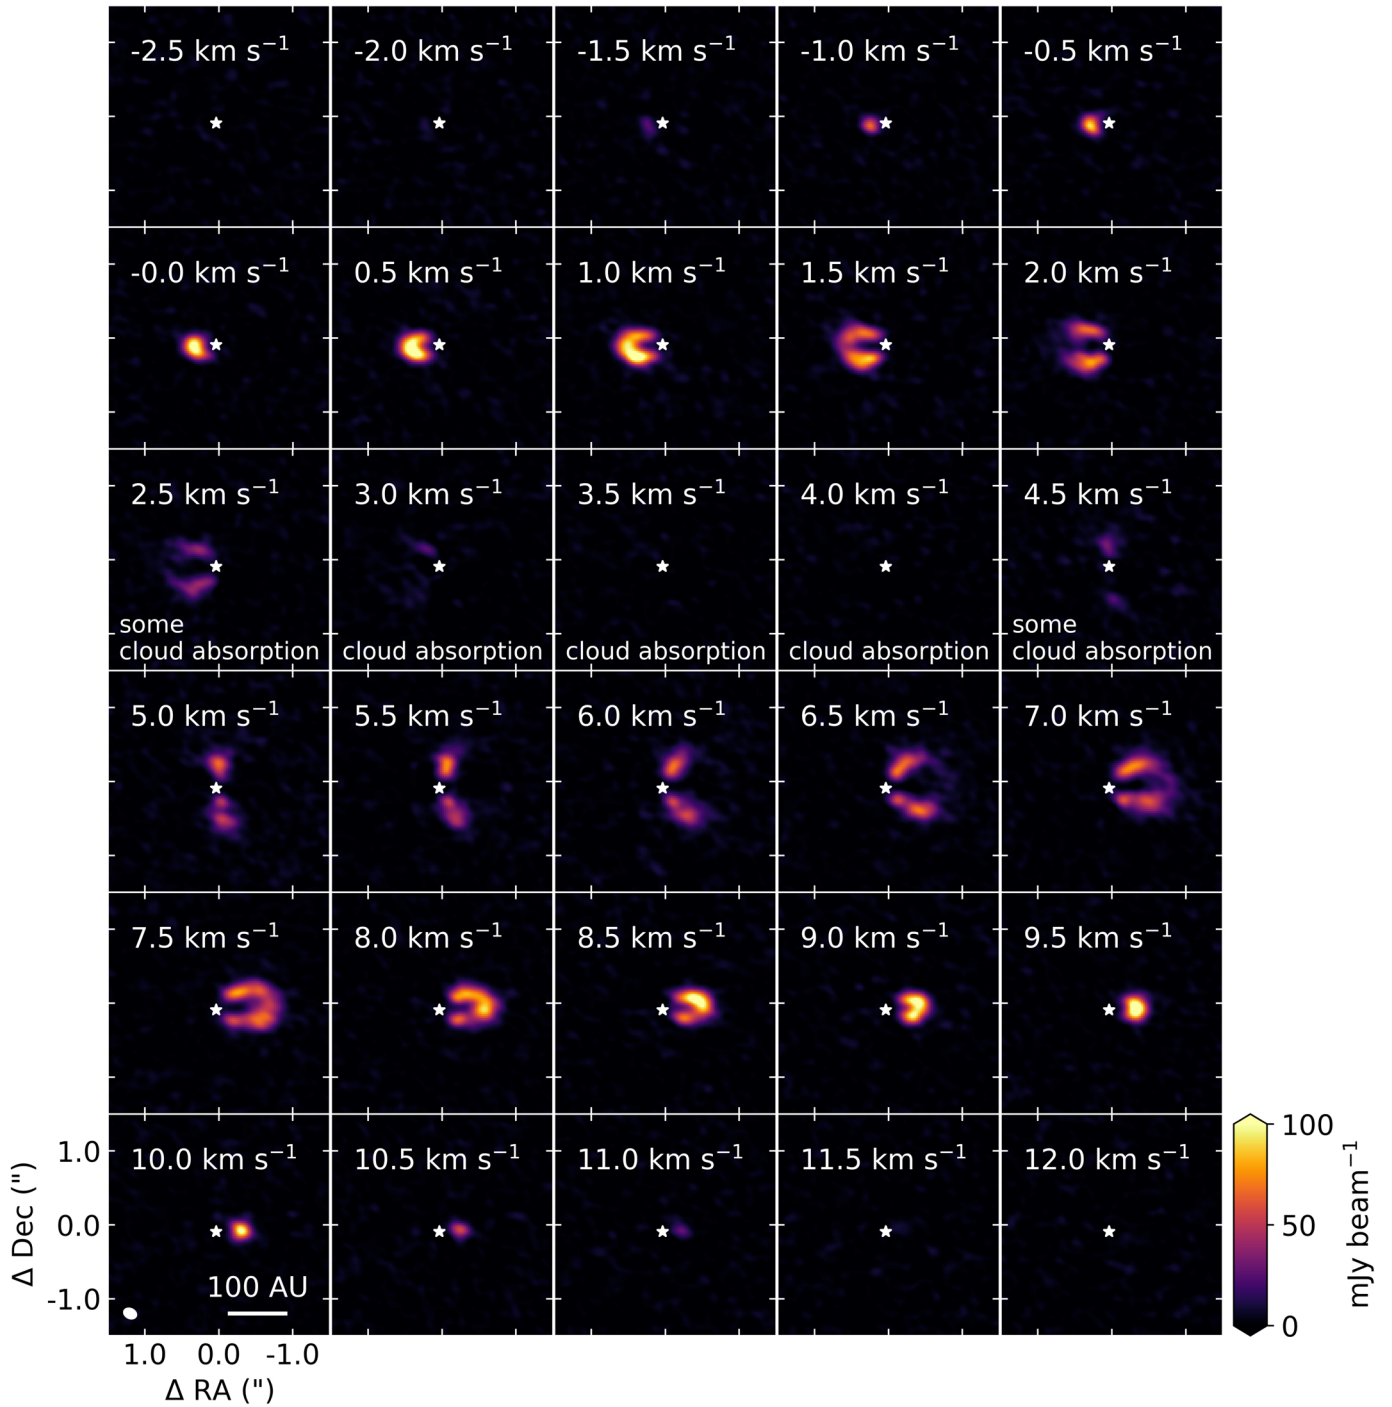 -2.5 km s⁻¹
-2.0 km s⁻¹
-1.5 km s⁻¹
-1.0 km s⁻¹
-0.5 km s⁻¹
-0.0 km s⁻¹
0.5 km s⁻¹
1.0 km s⁻¹
1.5 km s⁻¹
2.0 km s⁻¹
2.5 km s⁻¹
some
cloud absorption
3.0 km s⁻¹
cloud absorption
3.5 km s⁻¹
cloud absorption
4.0 km s⁻¹
cloud absorption
4.5 km s⁻¹
some
cloud absorption
5.0 km s⁻¹
5.5 km s⁻¹
6.0 km s⁻¹
6.5 km s⁻¹
7.0 km s⁻¹
7.5 km s⁻¹
8.0 km s⁻¹
8.5 km s⁻¹
9.0 km s⁻¹
9.5 km s⁻¹
10.0 km s⁻¹
100 AU
10.5 km s⁻¹
11.0 km s⁻¹
11.5 km s⁻¹
12.0 km s⁻¹
1.0
0.0
-1.0
Δ Dec (")
1.0 0.0 -1.0
Δ RA (")
100
50
0
mJy beam⁻¹